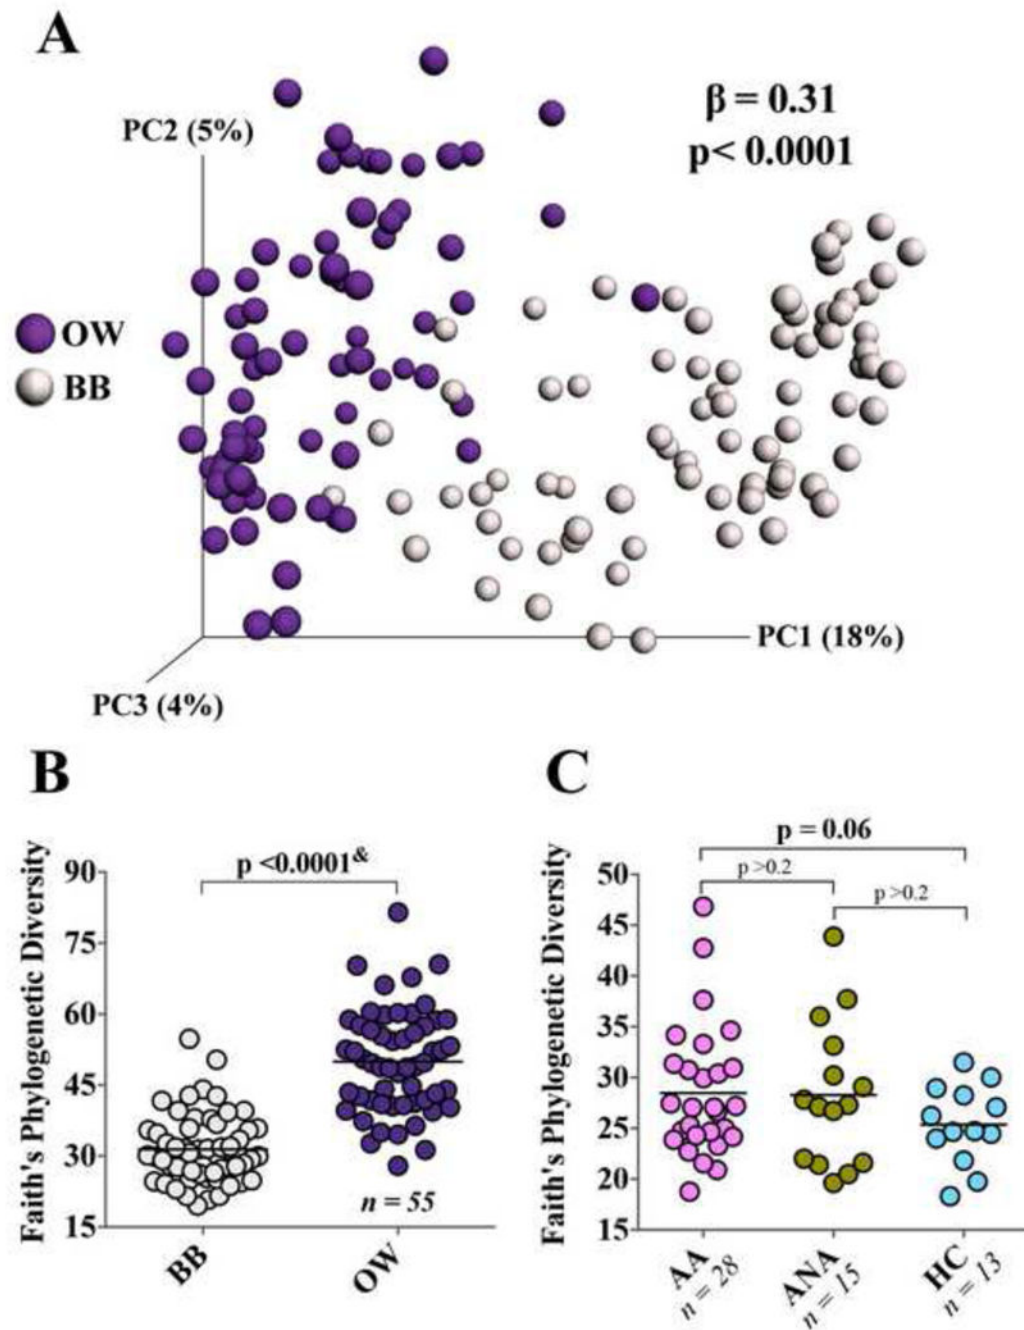 A
PC2 (5%)
β = 0.31
p< 0.0001
OW
BB
PC1 (18%)
PC3 (4%)
B
Faith's Phylogenetic Diversity
90
75
60
45
30
15
p <0.0001&
n = 55
BB
OW
C
Faith's Phylogenetic Diversity
50
45
40
35
30
25
20
15
p = 0.06
p >0.2
p >0.2
AA
n = 28
ANA
n = 15
HC
n = 13